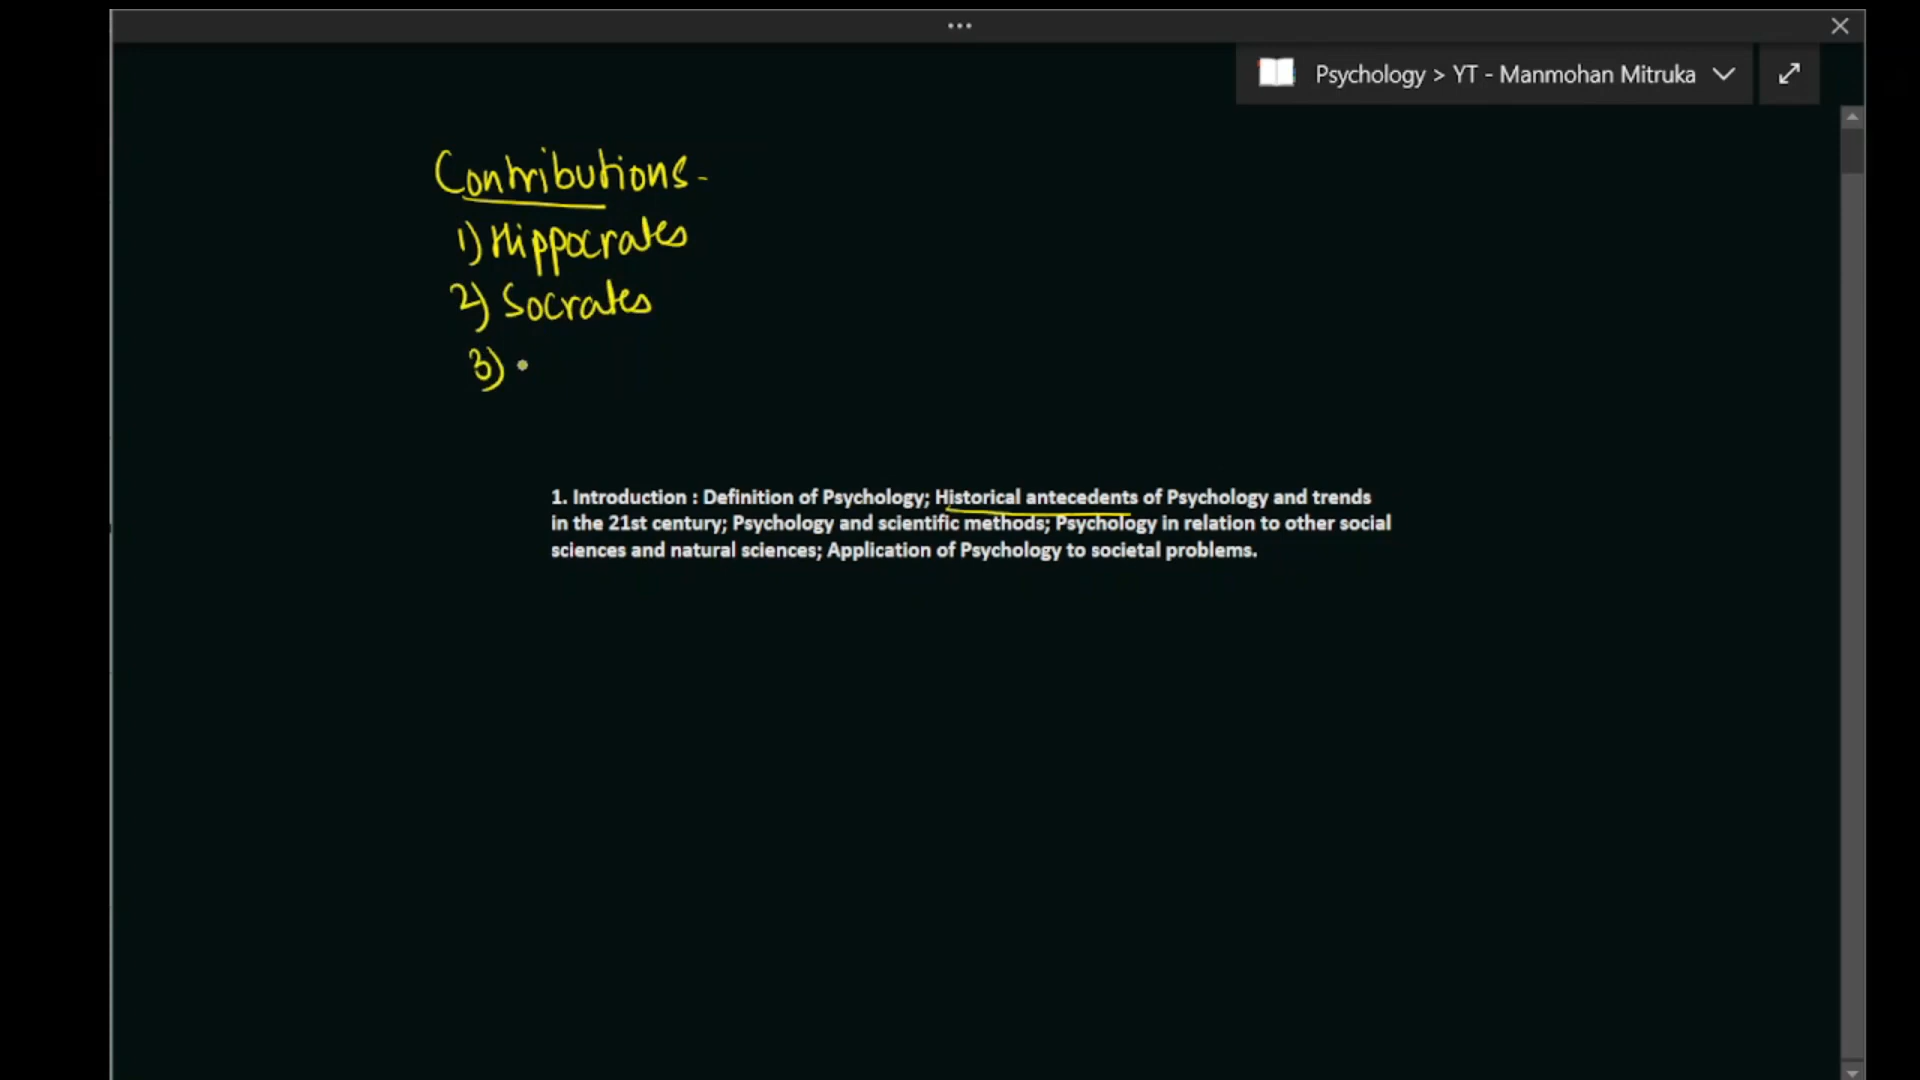 Psychology > YT - Manmohan Mitruka
Contributions -
1) Hippocrates
2) Socrates
3)
1. Introduction : Definition of Psychology; Historical antecedents of Psychology and trends
in the 21st century; Psychology and scientific methods; Psychology in relation to other social
sciences and natural sciences; Application of Psychology to societal problems.